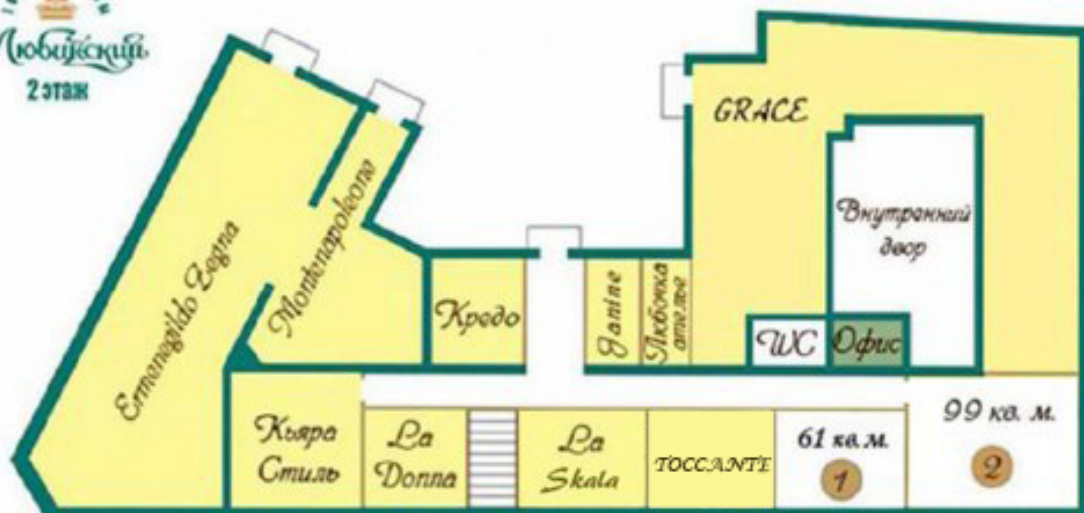 Любимский
2 этаж
GRACE
Внутренний
двор
Ermenegildo Zegna
Montenapoleone
Кредо
Janine
Любочка
ателье
WC
Офис
Кьяра
Стиль
La
Donna
La
Skala
TOCCANTE
61 кв. м.
1
99 кв. м.
2